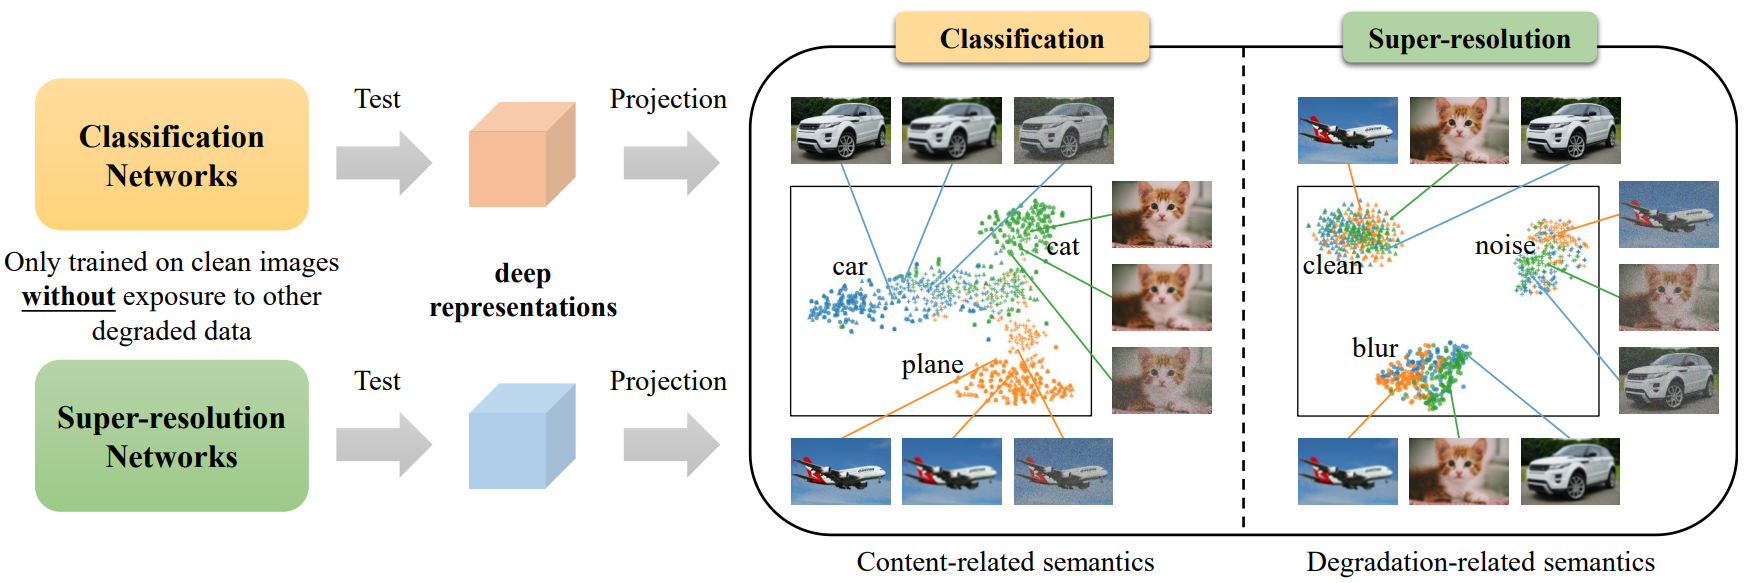 Classification
Networks
Only trained on clean images
without exposure to other
degraded data
Super-resolution
Networks
Test
Projection
deep
representations
Test
Projection
Classification
car
cat
plane
Content-related semantics
Super-resolution
clean
noise
blur
Degradation-related semantics